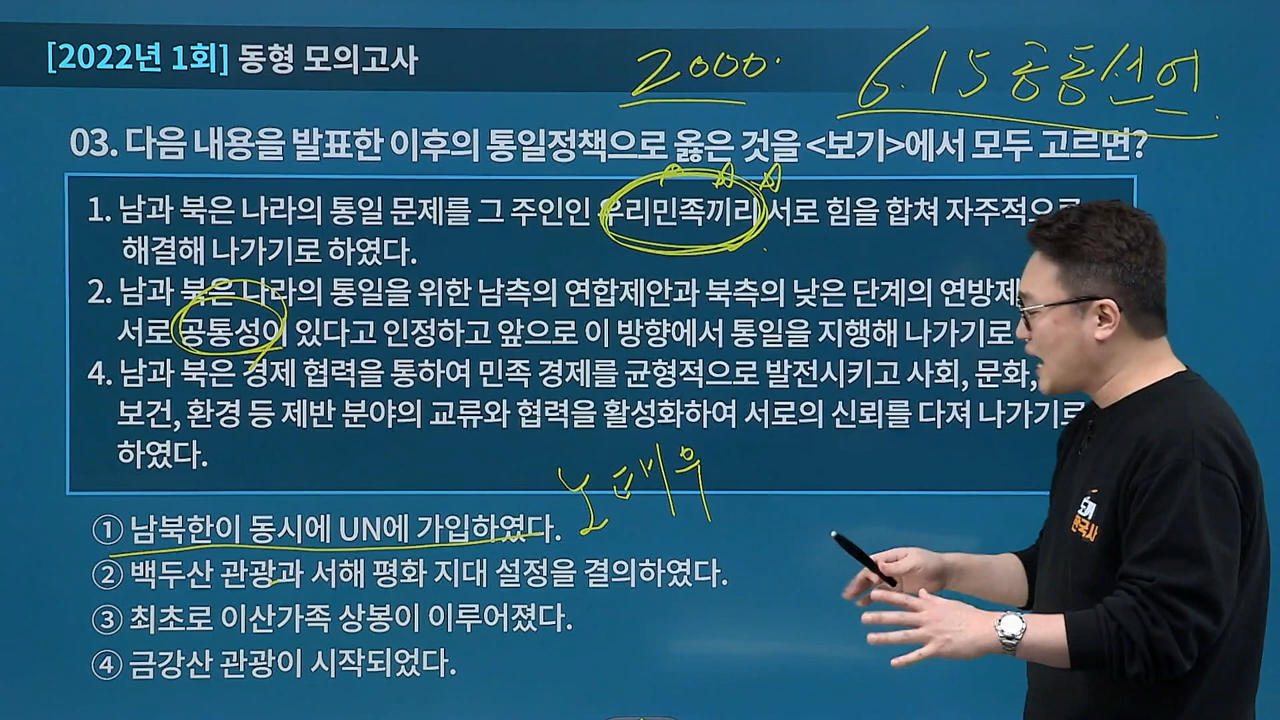 [2022년 1회] 동형 모의고사
2000.
6.15 공동선언
03. 다음 내용을 발표한 이후의 통일정책으로 옳은 것을 <보기>에서 모두 고르면?
1. 남과 북은 나라의 통일 문제를 그 주인인 우리민족끼리 서로 힘을 합쳐 자주적으로
해결해 나가기로 하였다.
2. 남과 북은 나라의 통일을 위한 남측의 연합제안과 북측의 낮은 단계의 연방제
서로 공통성이 있다고 인정하고 앞으로 이 방향에서 통일을 지행해 나가기로
4. 남과 북은 경제 협력을 통하여 민족 경제를 균형적으로 발전시키고 사회, 문화,
보건, 환경 등 제반 분야의 교류와 협력을 활성화하여 서로의 신뢰를 다져 나가기로
하였다.
노태우
① 남북한이 동시에 UN에 가입하였다.
② 백두산 관광과 서해 평화 지대 설정을 결의하였다.
③ 최초로 이산가족 상봉이 이루어졌다.
④ 금강산 관광이 시작되었다.
한국사